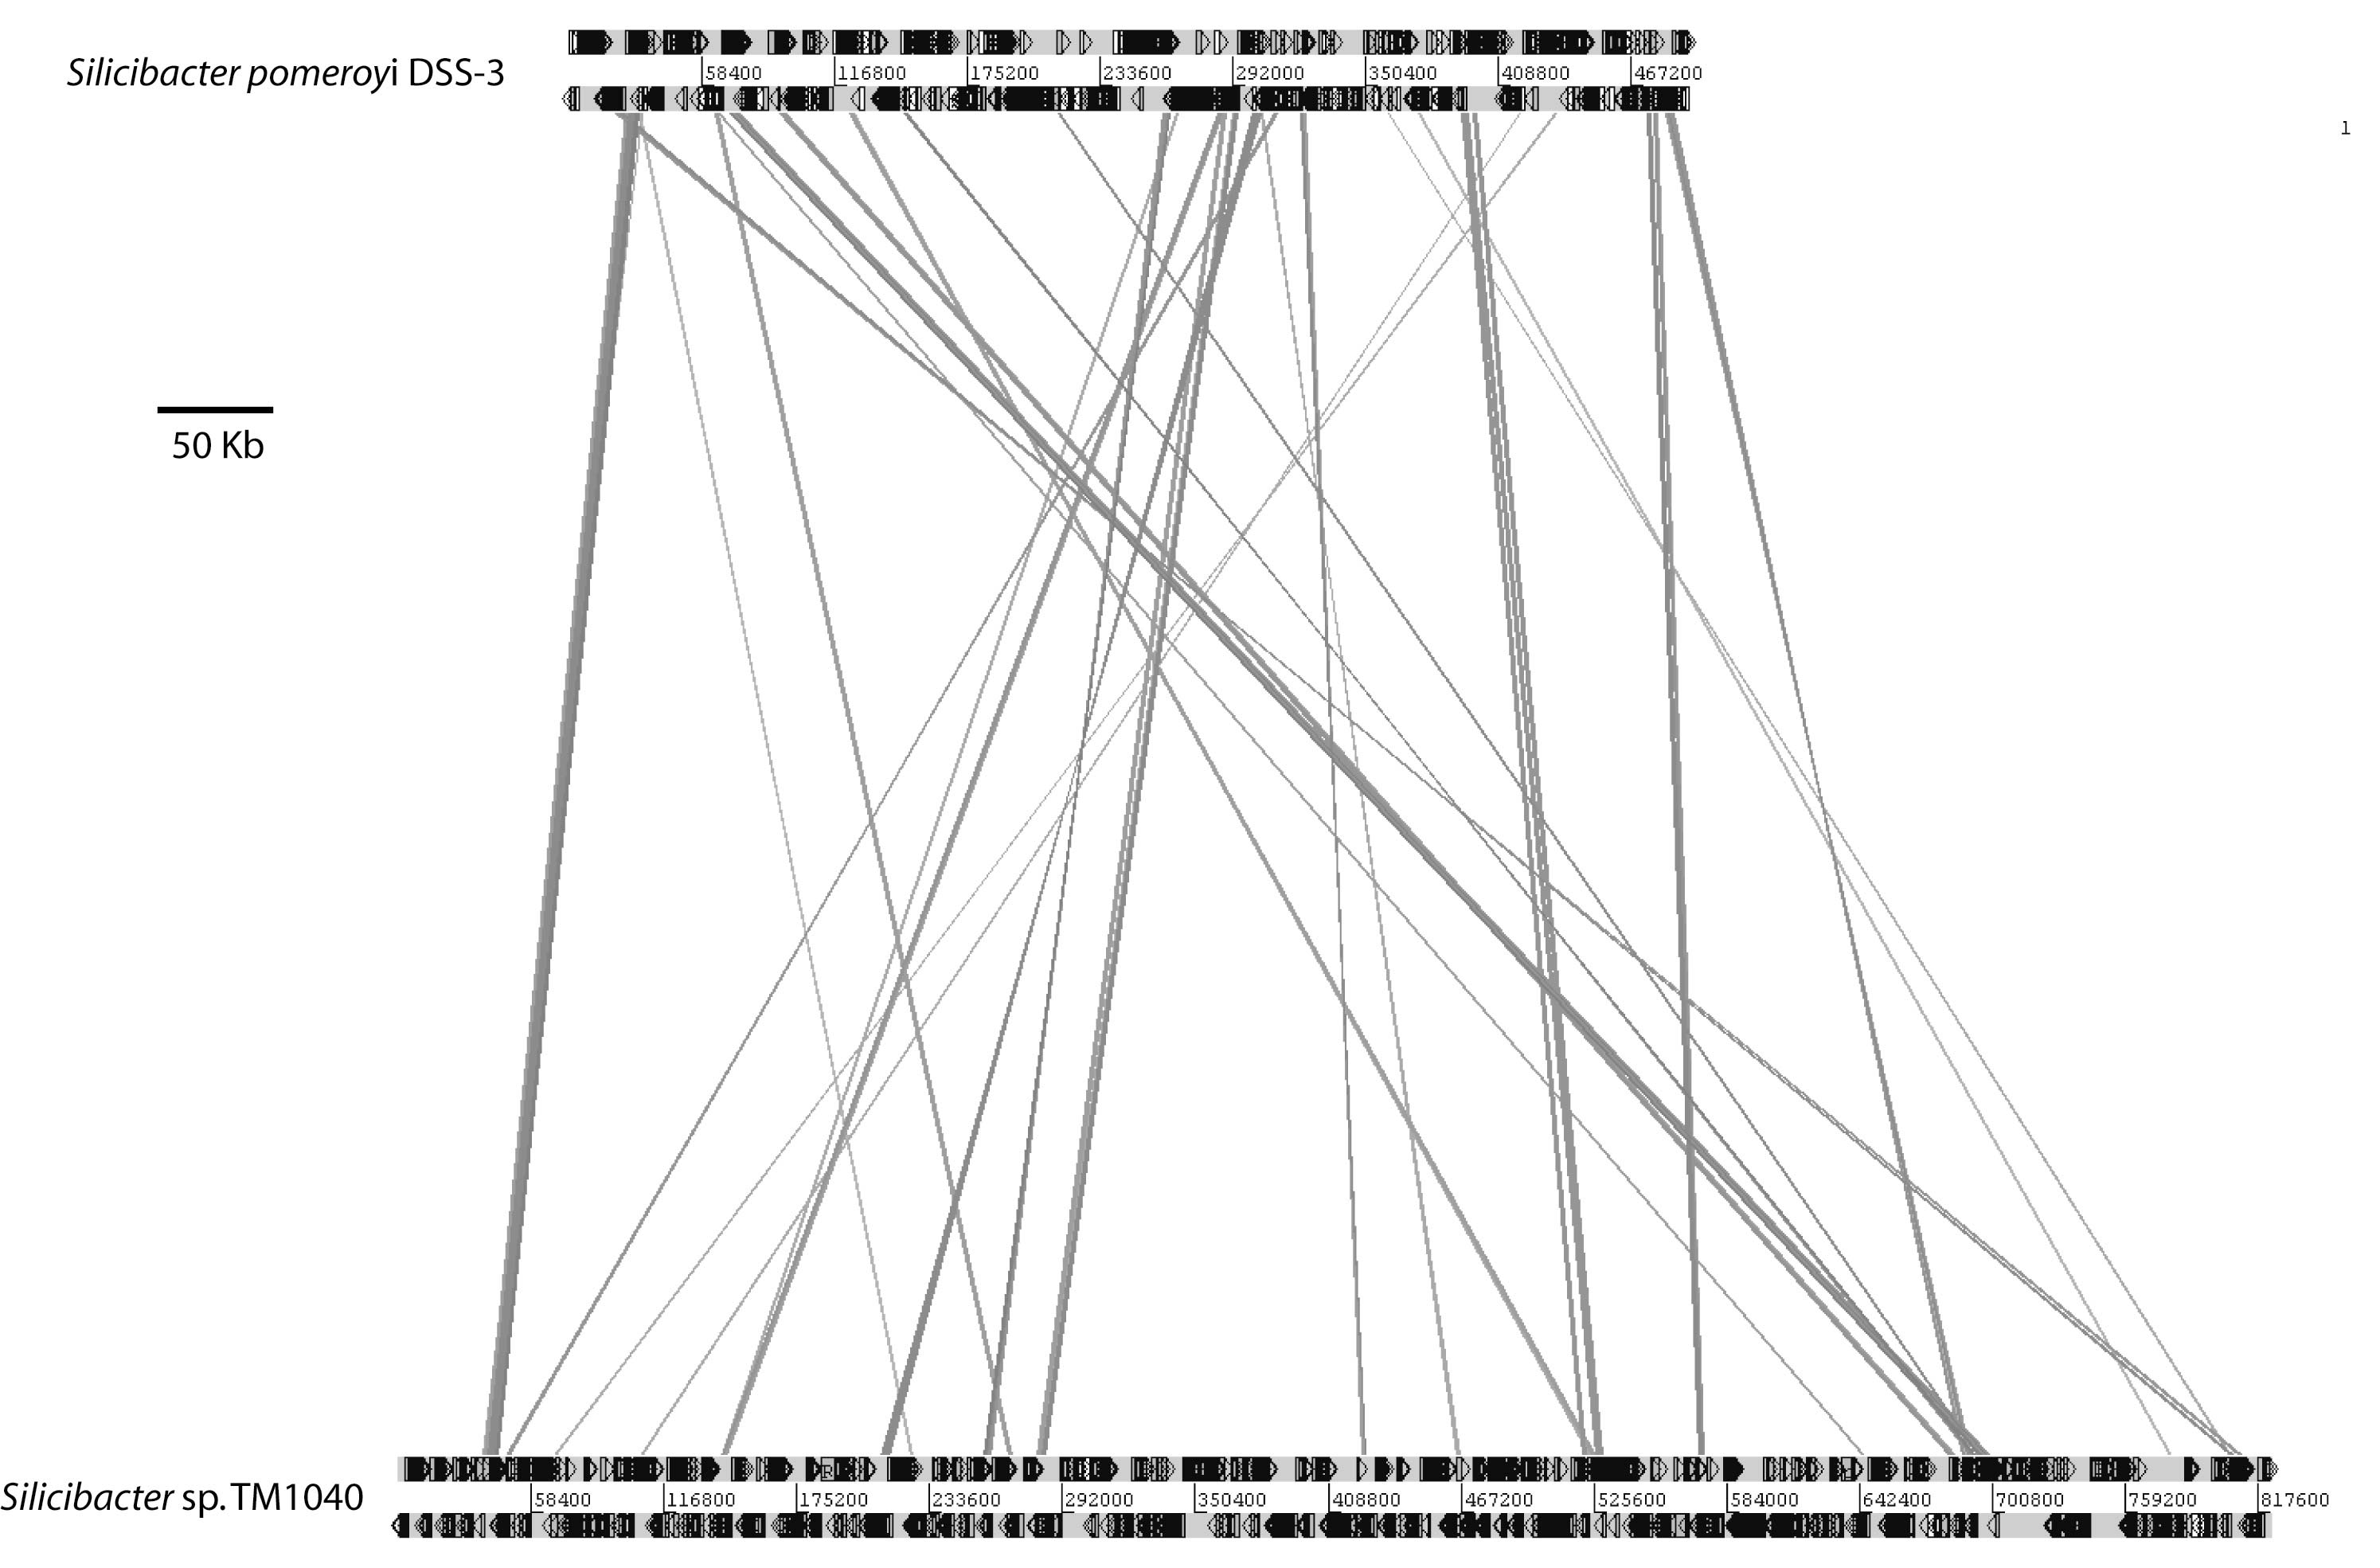 Silicibacter pomeroyi DSS-3
58400 116800 175200 233600 292000 350400 408800 467200
1
50 Kb
Silicibacter sp. TM1040
58400 116800 175200 233600 292000 350400 408800 467200 525600 584000 642400 700800 759200 817600